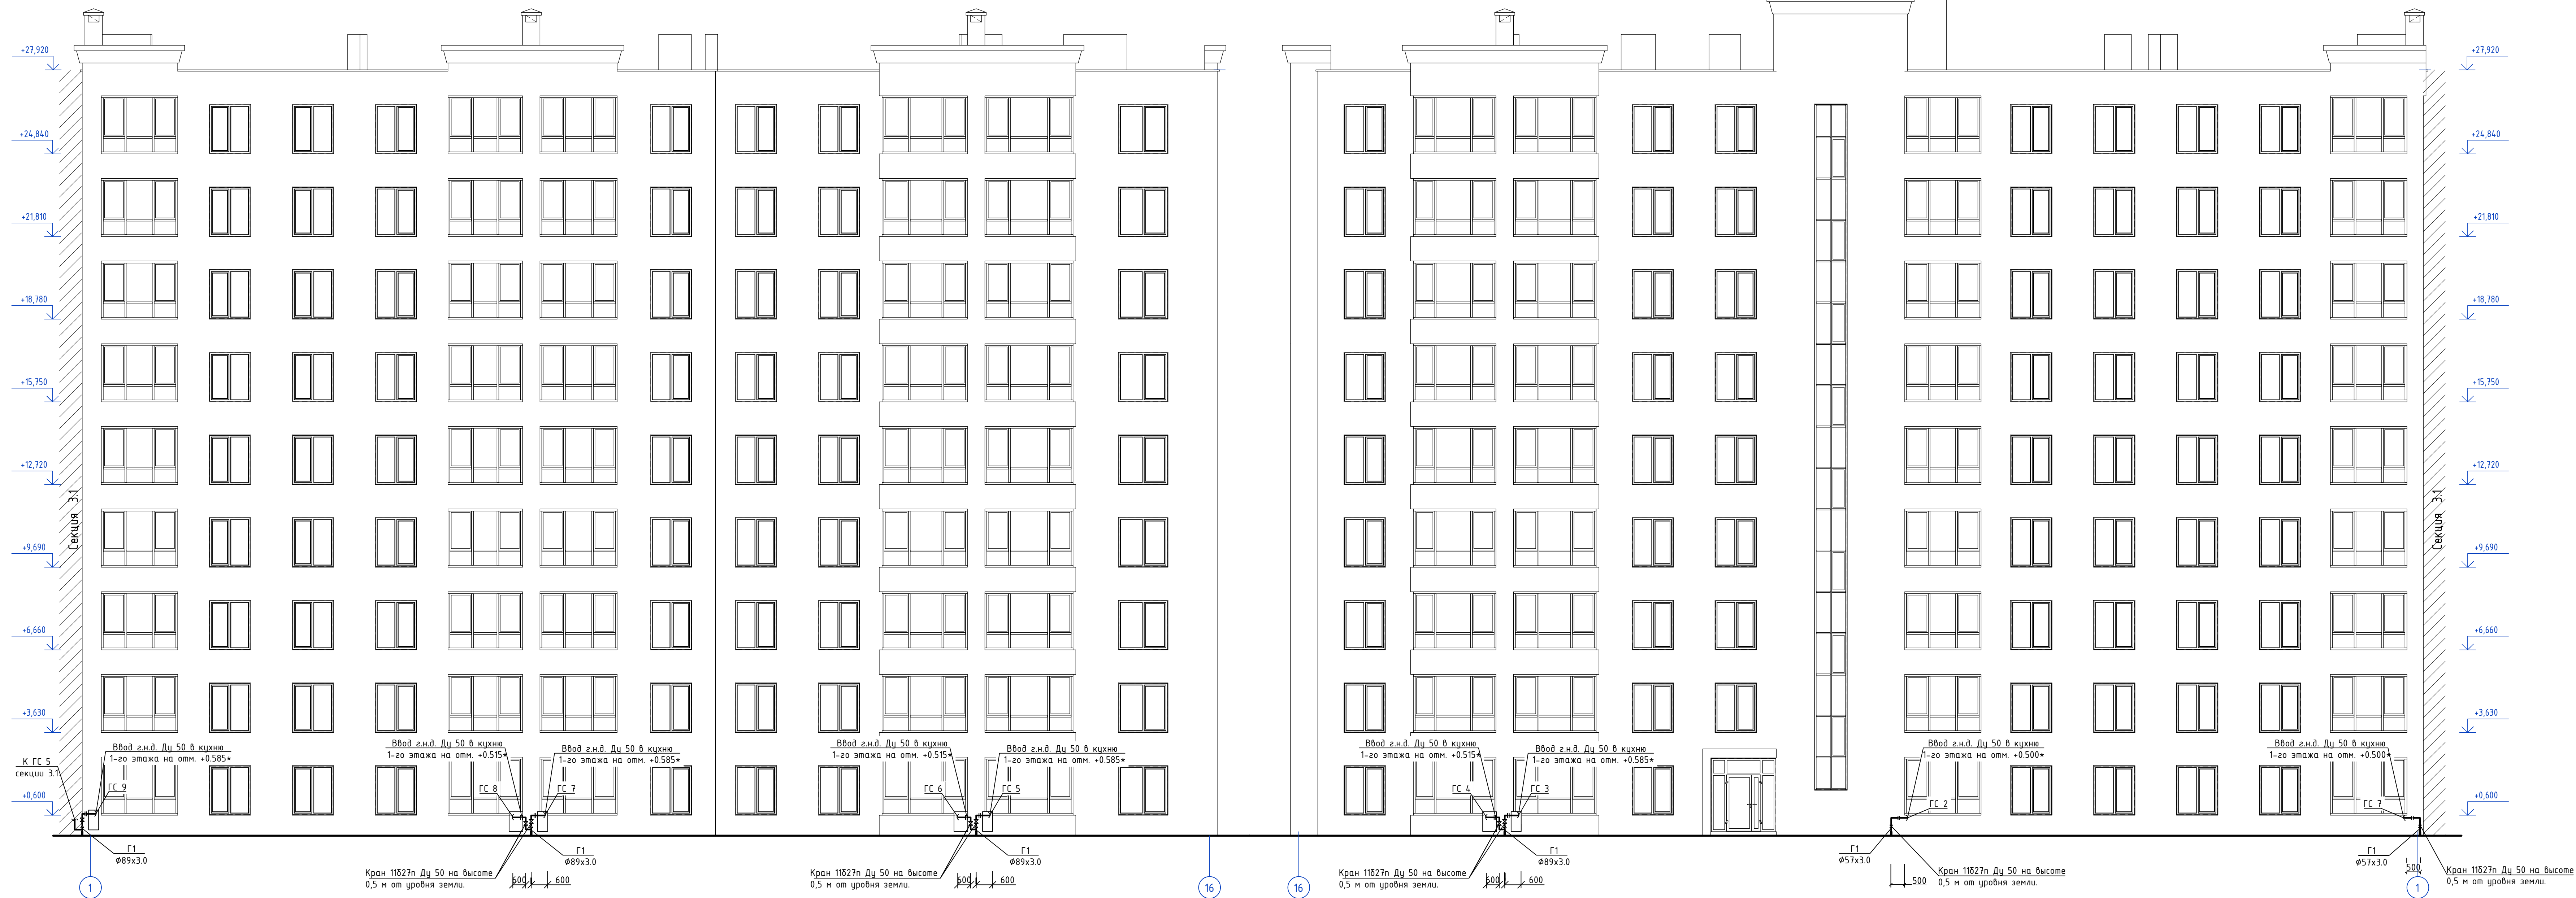 +27,920
+24,840
+21,810
+18,780
+15,750
+12,720
+9,690
+6,660
+3,630
+0,600
Секция 3.1
К ГС 5
секции 3.1
Ввод г.н.д. Ду 50 в кухню
1-го этажа на отм. +0.585*
ГС 9
Г1
Ф89х3.0
1
Ввод г.н.д. Ду 50 в кухню
1-го этажа на отм. +0.515*
ГС 8
Ввод г.н.д. Ду 50 в кухню
1-го этажа на отм. +0.585*
ГС 7
Г1
Ф89х3.0
Кран 11б27п Ду 50 на высоте
0,5 м от уровня земли.
600
600
Ввод г.н.д. Ду 50 в кухню
1-го этажа на отм. +0.515*
ГС 6
Ввод г.н.д. Ду 50 в кухню
1-го этажа на отм. +0.585*
ГС 5
Г1
Ф89х3.0
Кран 11б27п Ду 50 на высоте
0,5 м от уровня земли.
600
600
16
16
Ввод г.н.д. Ду 50 в кухню
1-го этажа на отм. +0.515*
ГС 4
Ввод г.н.д. Ду 50 в кухню
1-го этажа на отм. +0.585*
ГС 3
Г1
Ф89х3.0
Кран 11б27п Ду 50 на высоте
0,5 м от уровня земли.
600
600
Ввод г.н.д. Ду 50 в кухню
1-го этажа на отм. +0.500*
ГС 2
Г1
Ф57х3.0
Кран 11б27п Ду 50 на высоте
0,5 м от уровня земли.
500
Ввод г.н.д. Ду 50 в кухню
1-го этажа на отм. +0.500*
ГС 7
Г1
Ф57х3.0
500
Кран 11б27п Ду 50 на высоте
0,5 м от уровня земли.
1
Секция 3.1
+27,920
+24,840
+21,810
+18,780
+15,750
+12,720
+9,690
+6,660
+3,630
+0,600